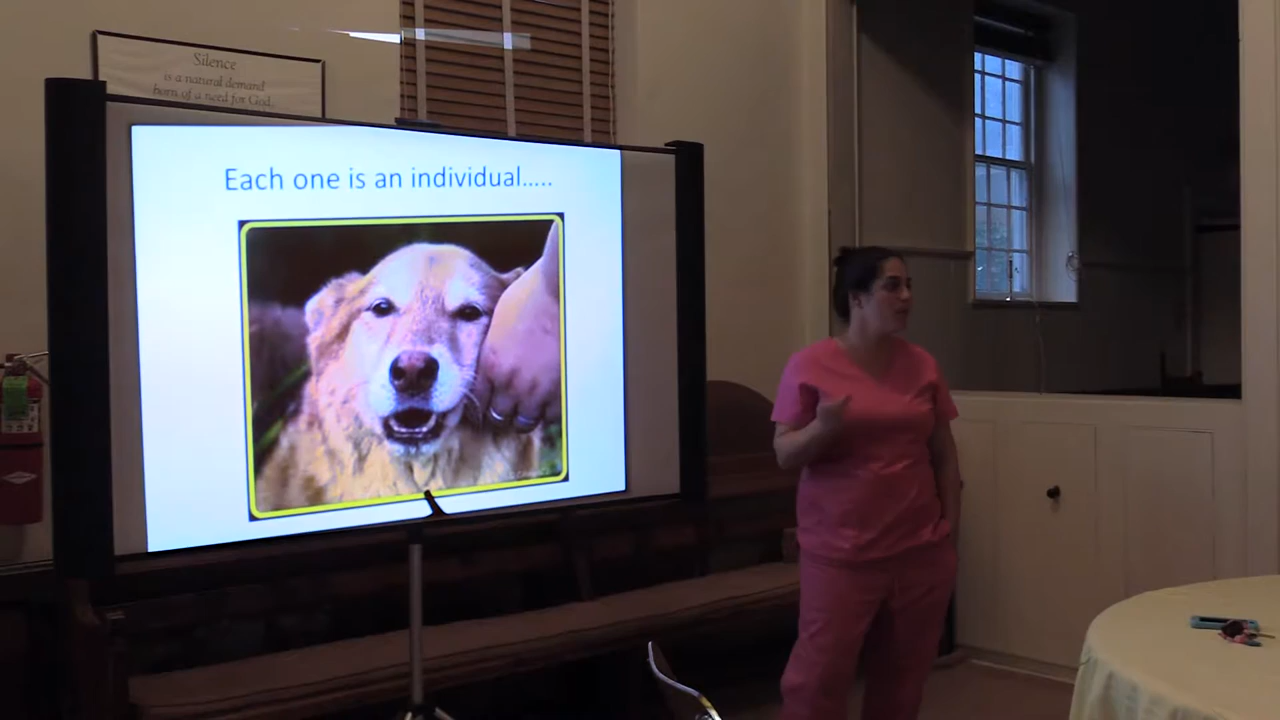 Silence
is a natural demand
born of a need for God
Each one is an individual.....